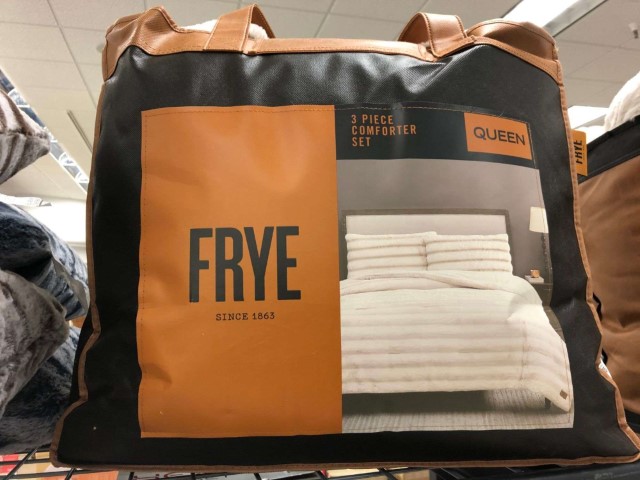 3 PIECE
COMFORTER
SET
QUEEN
FRYE
FRYE
SINCE 1863